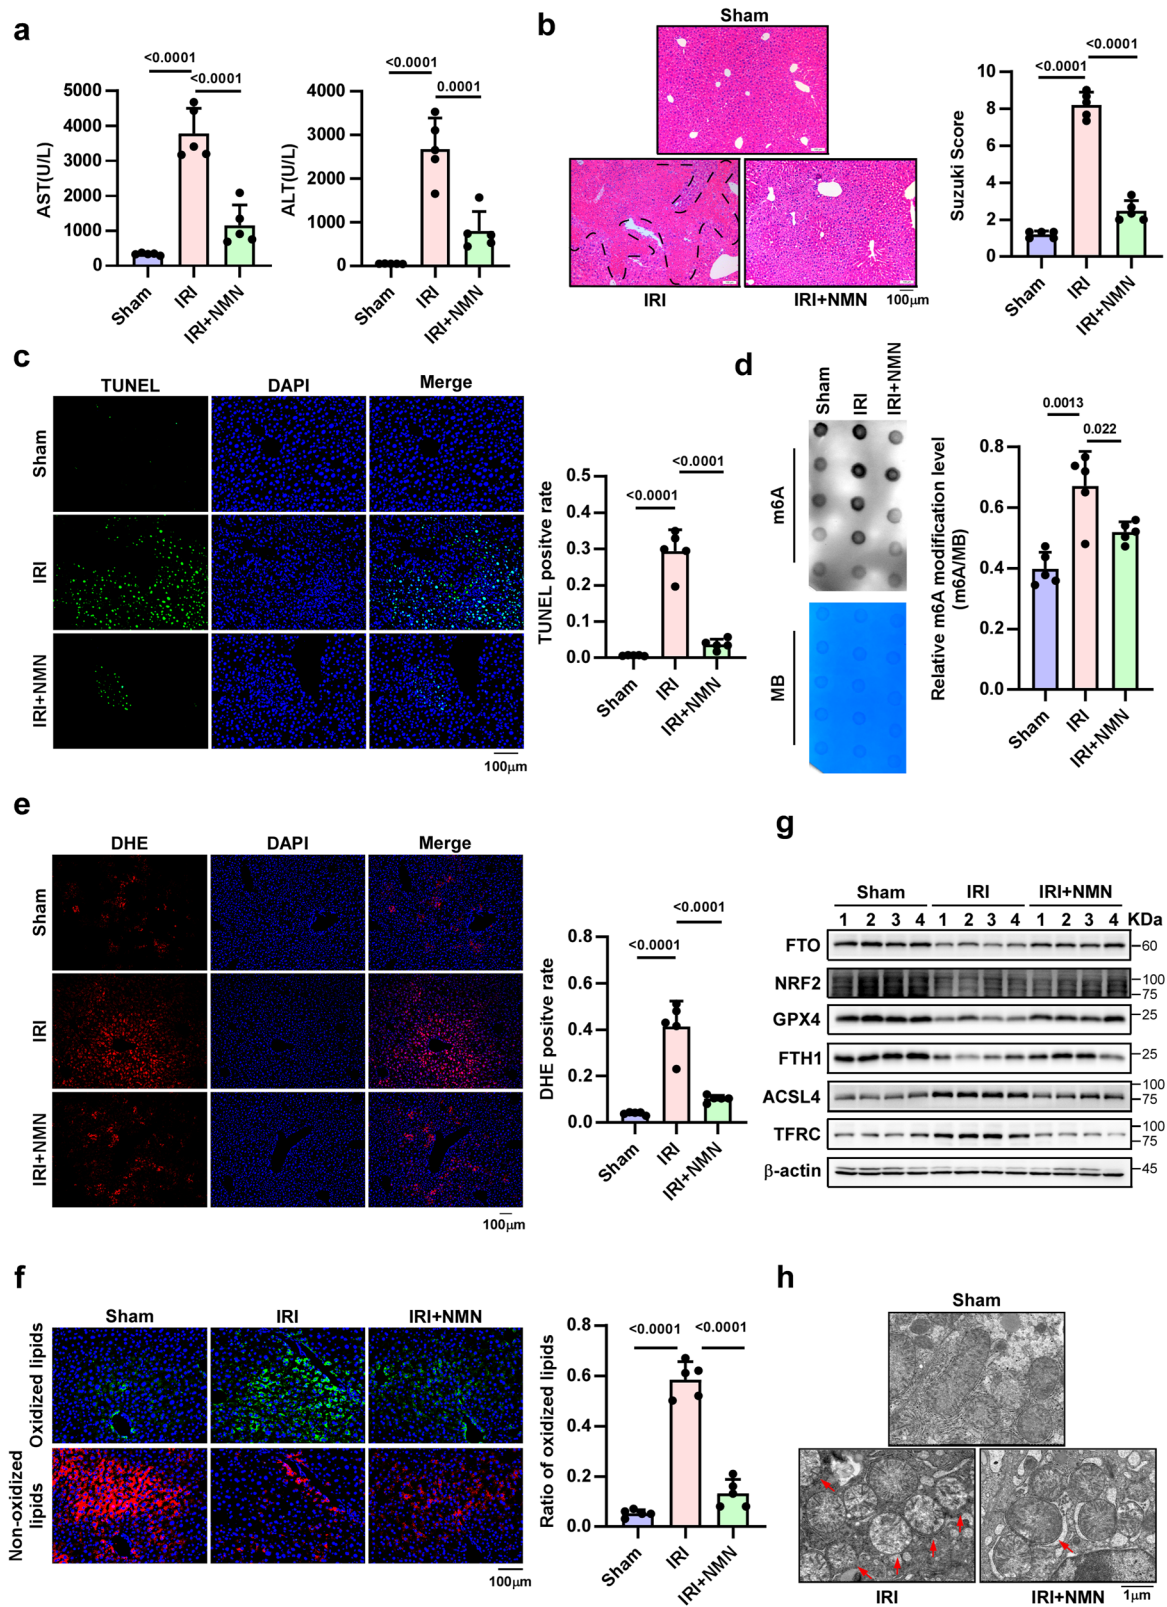 a
<0.0001
<0.0001
AST(U/L)
5000
4000
3000
2000
1000
0
Sham
IRI
IRI+NMN
<0.0001
0.0001
ALT(U/L)
4000
3000
2000
1000
0
Sham
IRI
IRI+NMN
b
Sham
IRI
IRI+NMN
100μm
<0.0001
<0.0001
Suzuki Score
10
8
6
4
2
0
Sham
IRI
IRI+NMN
c
TUNEL
DAPI
Merge
Sham
IRI
IRI+NMN
100μm
<0.0001
<0.0001
TUNEL positve rate
0.5
0.4
0.3
0.2
0.1
0.0
Sham
IRI
IRI+NMN
d
Sham
IRI
IRI+NMN
m6A
MB
0.0013
0.022
Relative m6A modification level
(m6A/MB)
0.8
0.6
0.4
0.2
0.0
Sham
IRI
IRI+NMN
e
DHE
DAPI
Merge
Sham
IRI
IRI+NMN
100μm
<0.0001
<0.0001
DHE positve rate
0.8
0.6
0.4
0.2
0.0
Sham
IRI
IRI+NMN
g
Sham IRI IRI+NMN
1 2 3 4 1 2 3 4 1 2 3 4 KDa
FTO 60
NRF2 100
75
GPX4 25
FTH1 25
ACSL4 100
75
TFRC 100
75
β-actin 45
f
Sham
IRI
IRI+NMN
Oxidized lipids
Non-oxidized
lipids
100μm
<0.0001
<0.0001
Ratio of oxidized lipids
0.8
0.6
0.4
0.2
0.0
Sham
IRI
IRI+NMN
h
Sham
IRI
IRI+NMN
1μm